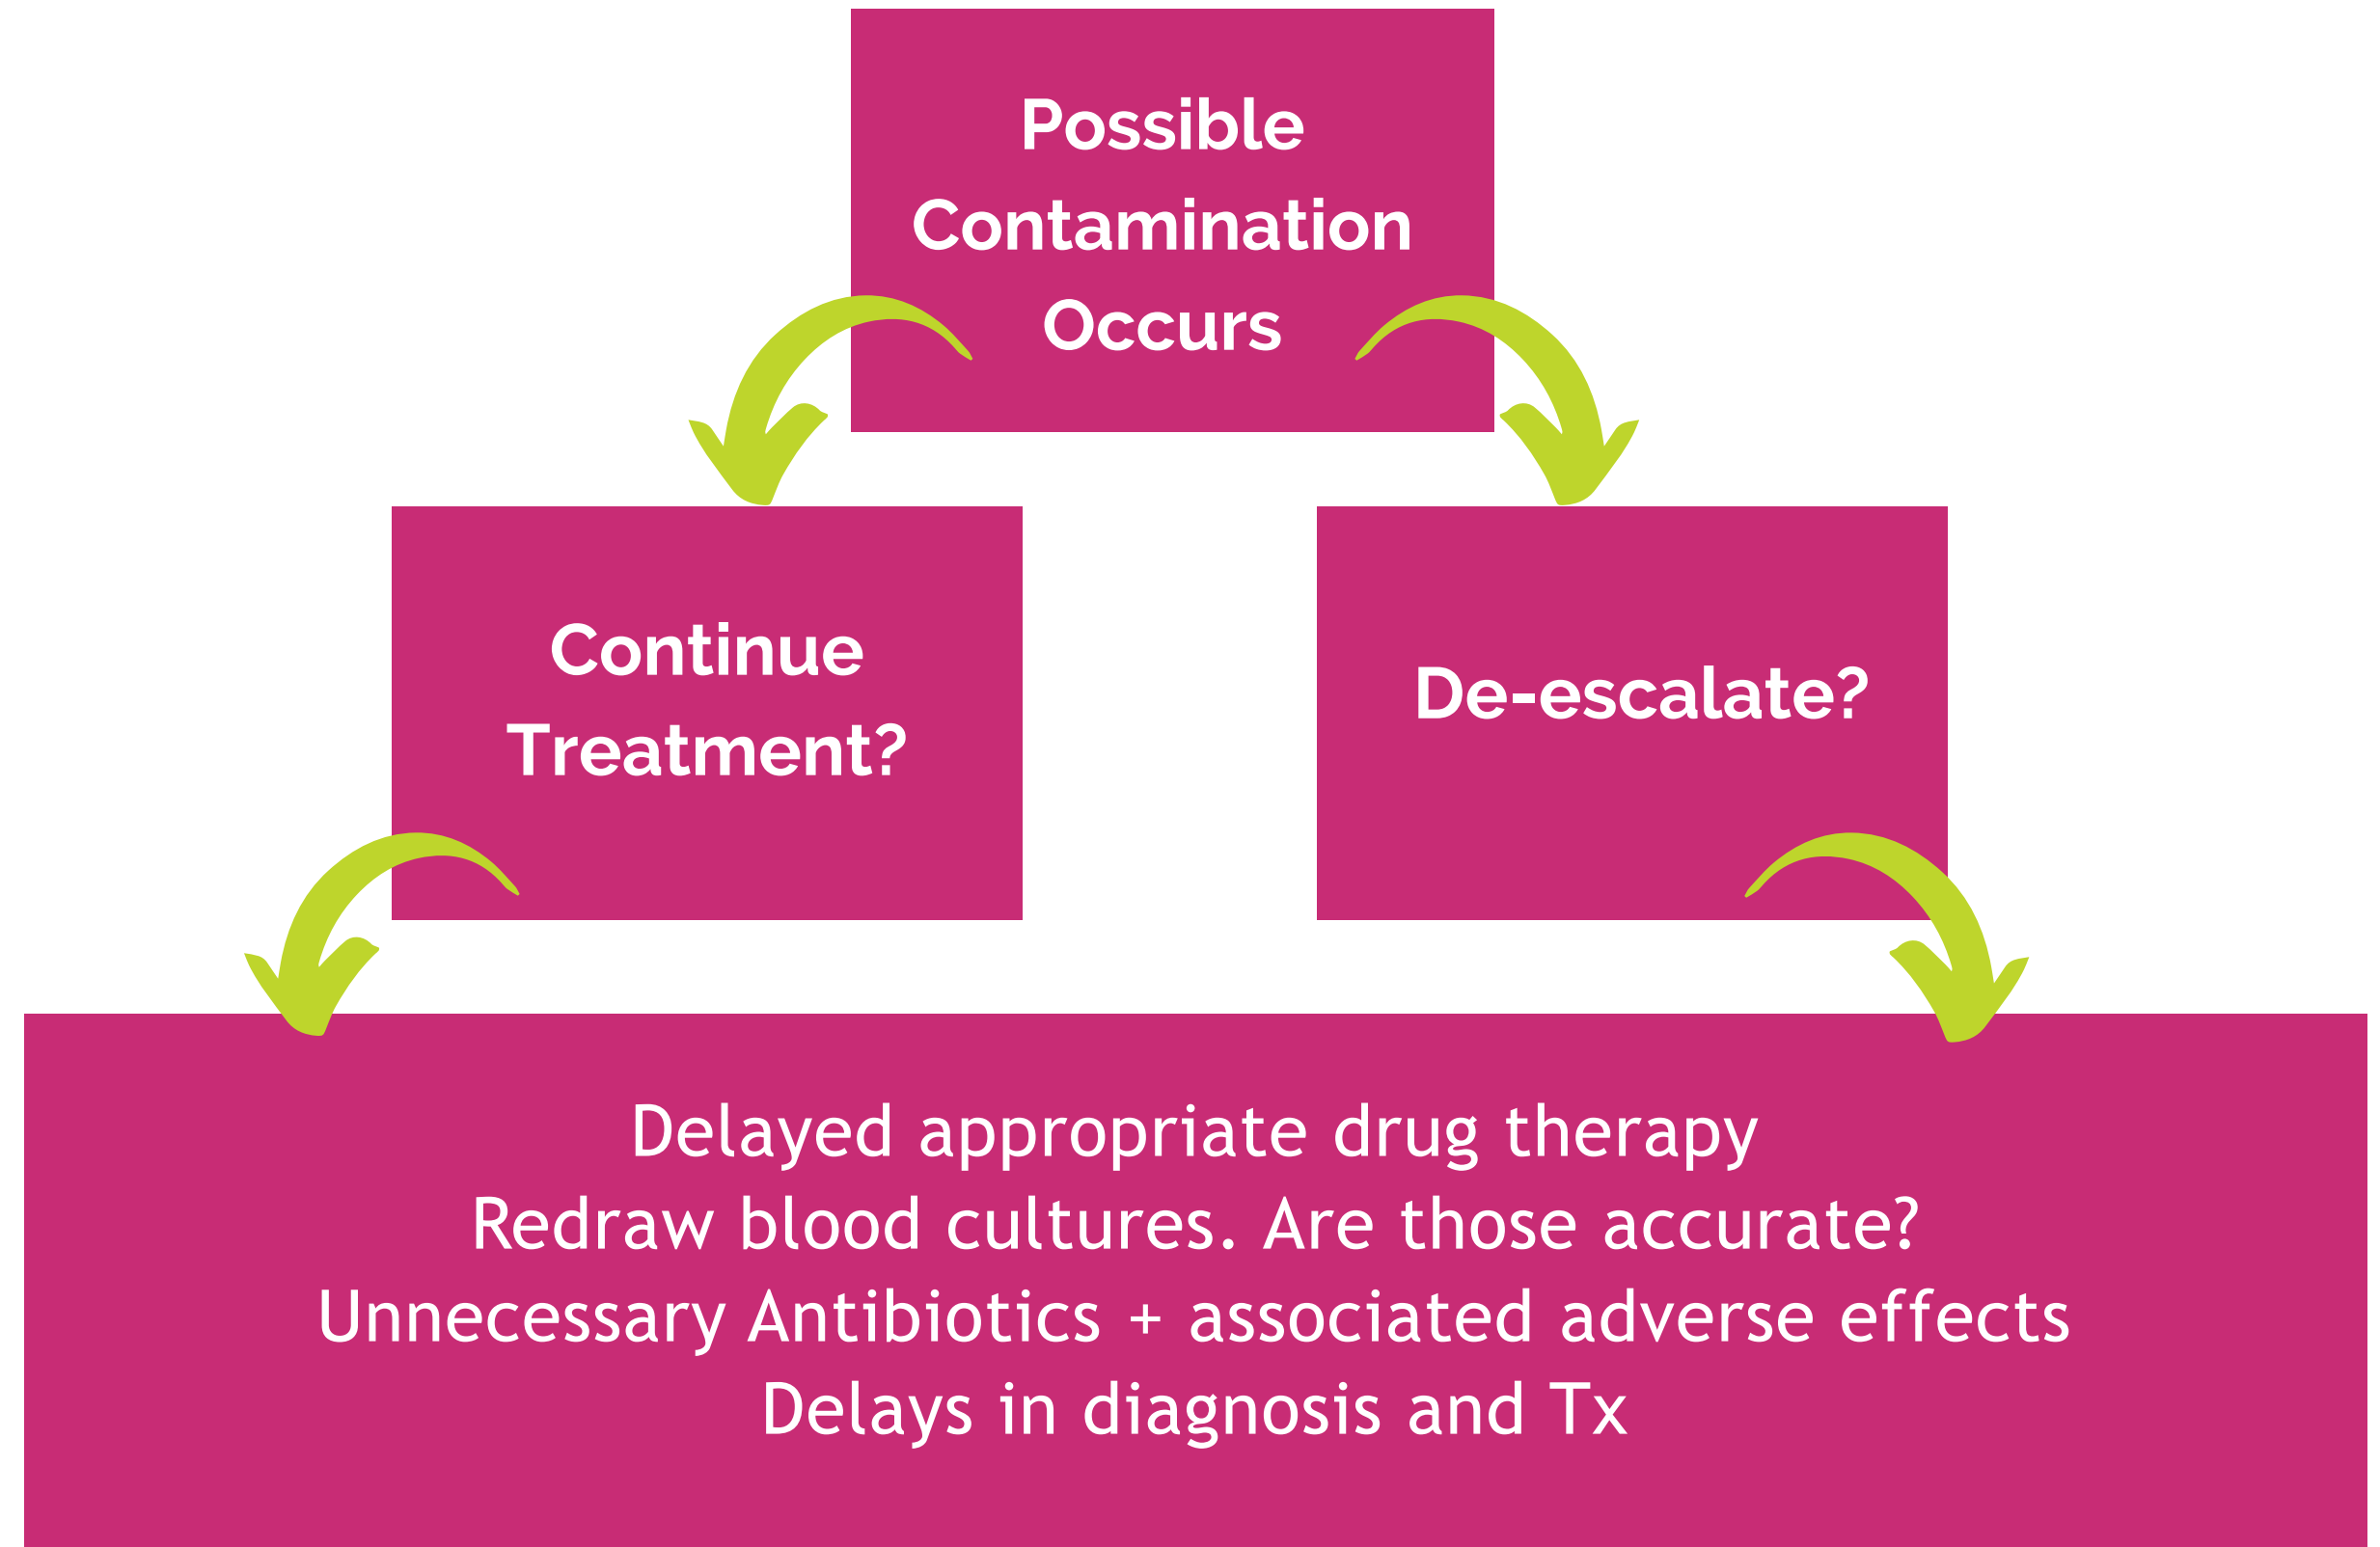 Possible
Contamination
Occurs
Continue
Treatment?
De-escalate?
Delayed appropriate drug therapy
Redraw blood cultures. Are those accurate?
Unnecessary Antibiotics + associated adverse effects
Delays in diagnosis and Tx